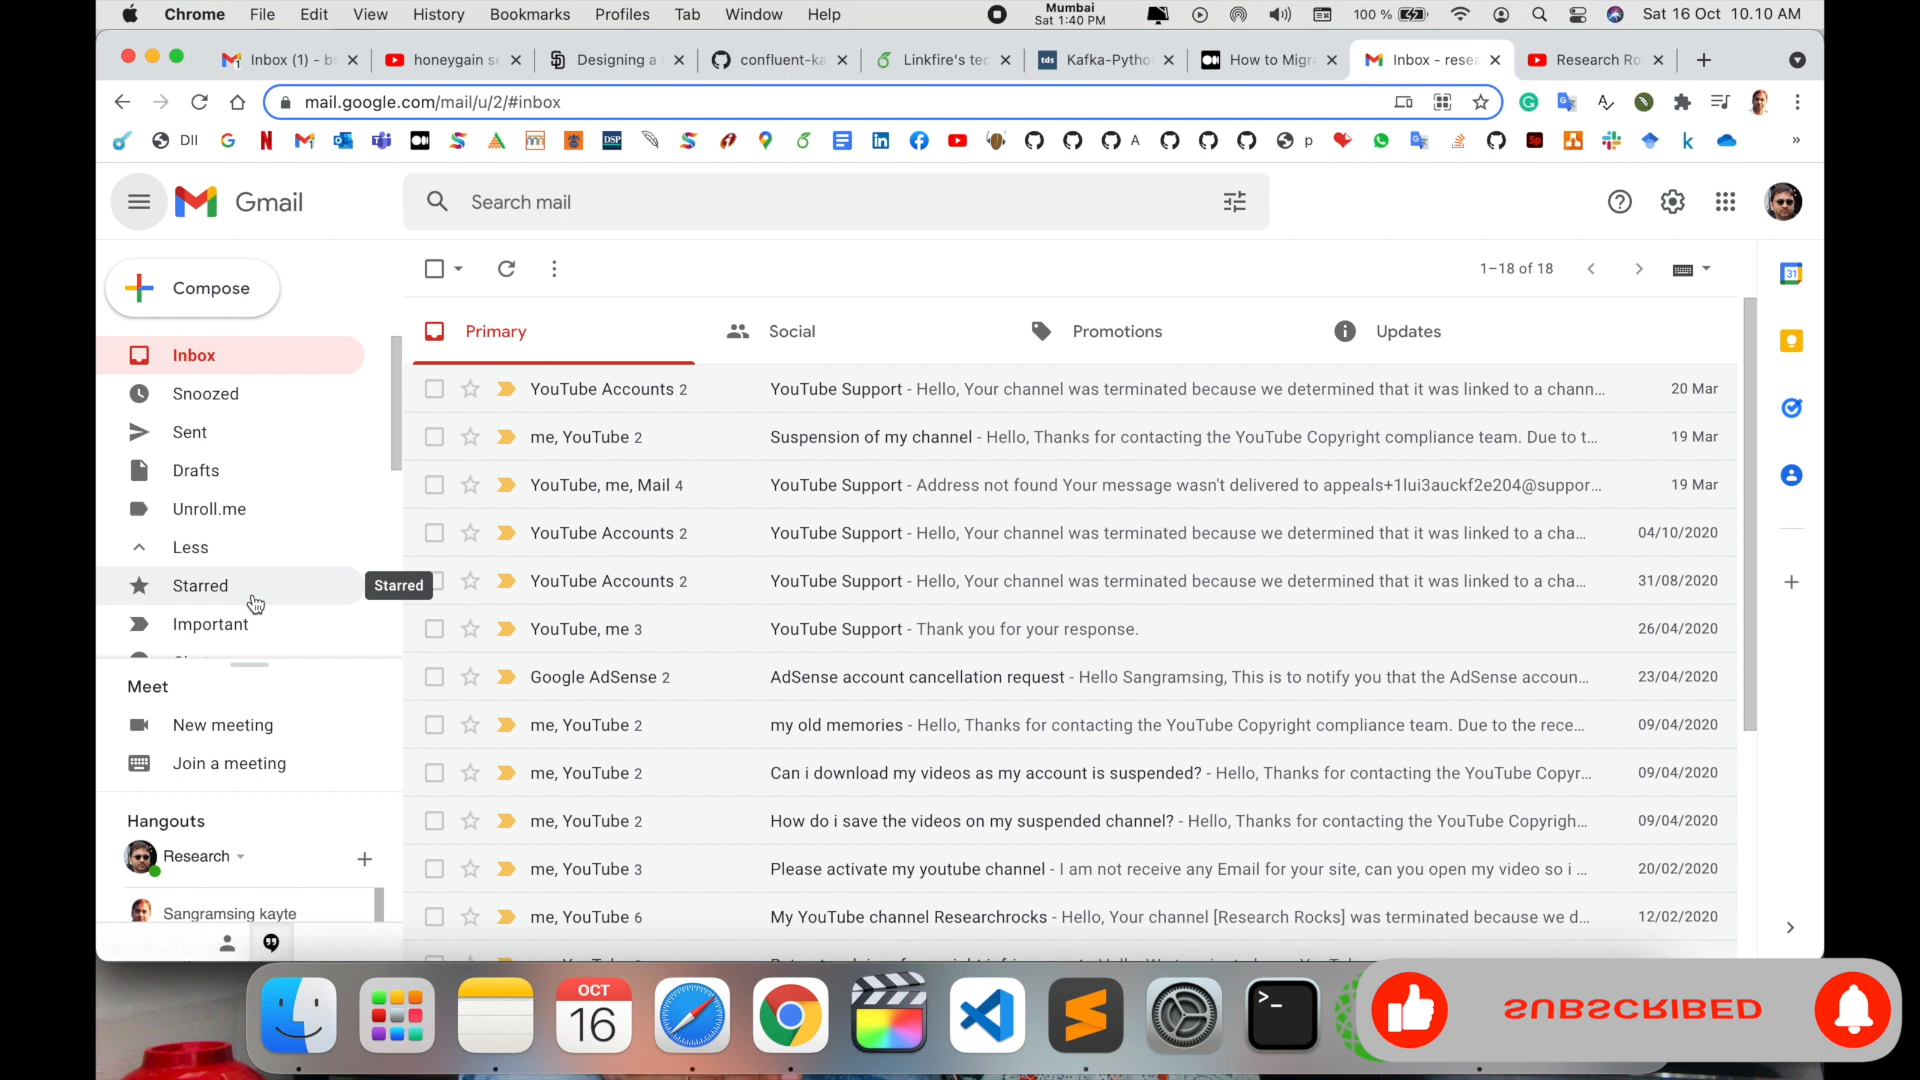 Chrome File Edit View History Bookmarks Profiles Tab Window Help
Mumbai
Sat 1:40 PM
100 %
Sat 16 Oct 10.10 AM
Inbox (1) - bs
honeygain se
Designing a
confluent-ka
Linkfire's tec
tds Kafka-Pytho
How to Migra
Inbox - resea
Research Ro
mail.google.com/mail/u/2/#inbox
DII
DSP
A
p
Sp
k
»
Gmail
Search mail
Compose
1–18 of 18
31
Primary
Social
Promotions
Updates
Inbox
Snoozed
Sent
Drafts
Unroll.me
Less
Starred
Starred
Important
YouTube Accounts 2 YouTube Support - Hello, Your channel was terminated because we determined that it was linked to a chann... 20 Mar
me, YouTube 2 Suspension of my channel - Hello, Thanks for contacting the YouTube Copyright compliance team. Due to t... 19 Mar
YouTube, me, Mail 4 YouTube Support - Address not found Your message wasn't delivered to appeals+1lui3auckf2e204@suppor... 19 Mar
YouTube Accounts 2 YouTube Support - Hello, Your channel was terminated because we determined that it was linked to a cha... 04/10/2020
YouTube Accounts 2 YouTube Support - Hello, Your channel was terminated because we determined that it was linked to a cha... 31/08/2020
YouTube, me 3 YouTube Support - Thank you for your response. 26/04/2020
Google AdSense 2 AdSense account cancellation request - Hello Sangramsing, This is to notify you that the AdSense accoun... 23/04/2020
me, YouTube 2 my old memories - Hello, Thanks for contacting the YouTube Copyright compliance team. Due to the rece... 09/04/2020
me, YouTube 2 Can i download my videos as my account is suspended? - Hello, Thanks for contacting the YouTube Copyr... 09/04/2020
me, YouTube 2 How do i save the videos on my suspended channel? - Hello, Thanks for contacting the YouTube Copyrigh... 09/04/2020
me, YouTube 3 Please activate my youtube channel - I am not receive any Email for your site, can you open my video so i ... 20/02/2020
me, YouTube 6 My YouTube channel Researchrocks - Hello, Your channel [Research Rocks] was terminated because we d... 12/02/2020
Meet
New meeting
Join a meeting
Hangouts
Research
Sangramsing kayte
OCT
16
SUBSCRIBED